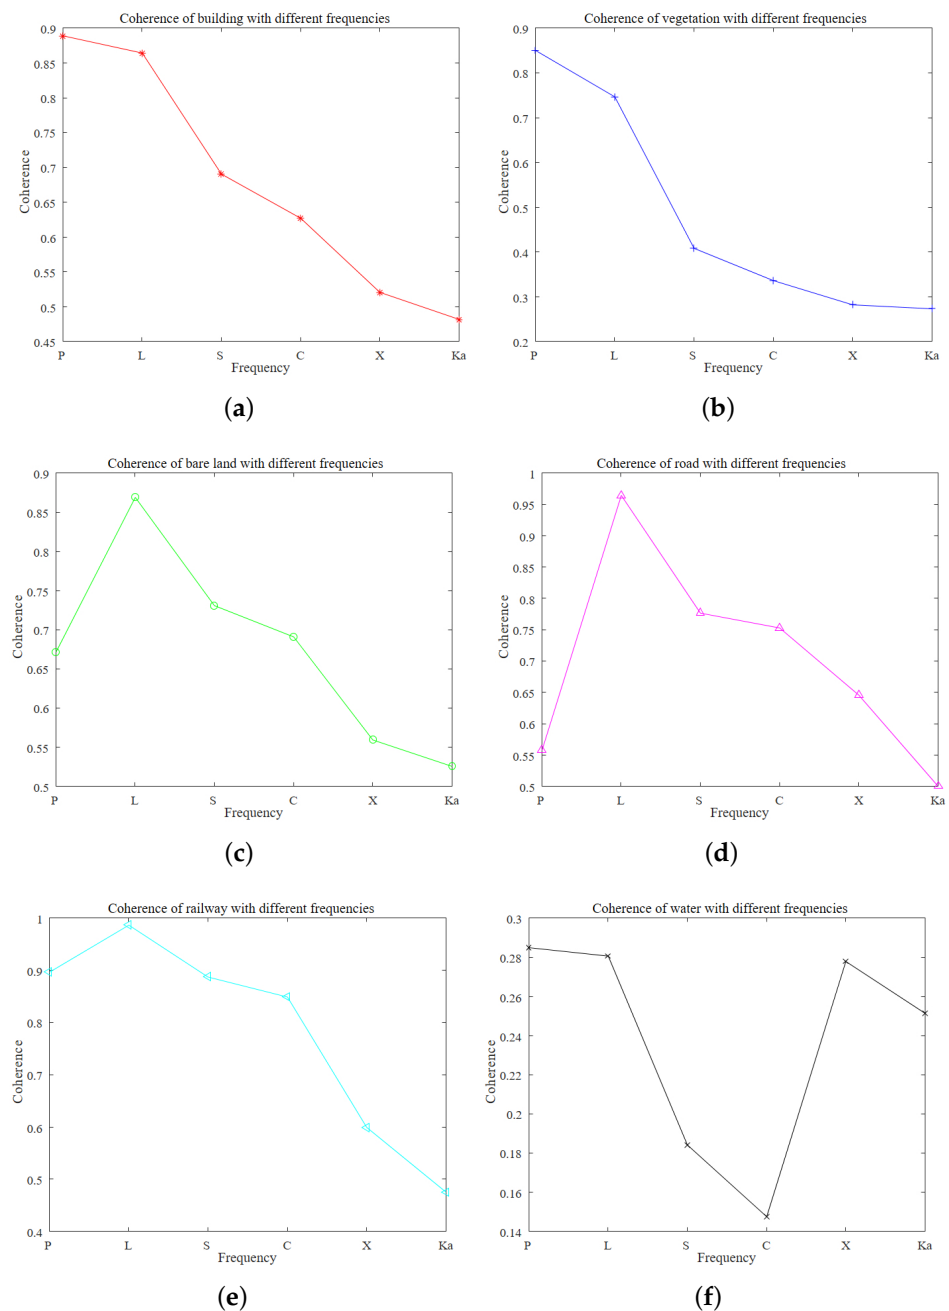 Coherence of building with different frequencies
0.9
0.85
0.8
0.75
0.7
0.65
0.6
0.55
0.5
0.45
Coherence
P L S C X Ka
Frequency
(a)
Coherence of vegetation with different frequencies
0.9
0.8
0.7
0.6
0.5
0.4
0.3
0.2
Coherence
P L S C X Ka
Frequency
(b)
Coherence of bare land with different frequencies
0.9
0.85
0.8
0.75
0.7
0.65
0.6
0.55
0.5
Coherence
P L S C X Ka
Frequency
(c)
Coherence of road with different frequencies
1
0.95
0.9
0.85
0.8
0.75
0.7
0.65
0.6
0.55
0.5
Coherence
P L S C X Ka
Frequency
(d)
Coherence of railway with different frequencies
1
0.9
0.8
0.7
0.6
0.5
0.4
Coherence
P L S C X Ka
Frequency
(e)
Coherence of water with different frequencies
0.3
0.28
0.26
0.24
0.22
0.2
0.18
0.16
0.14
Coherence
P L S C X Ka
Frequency
(f)